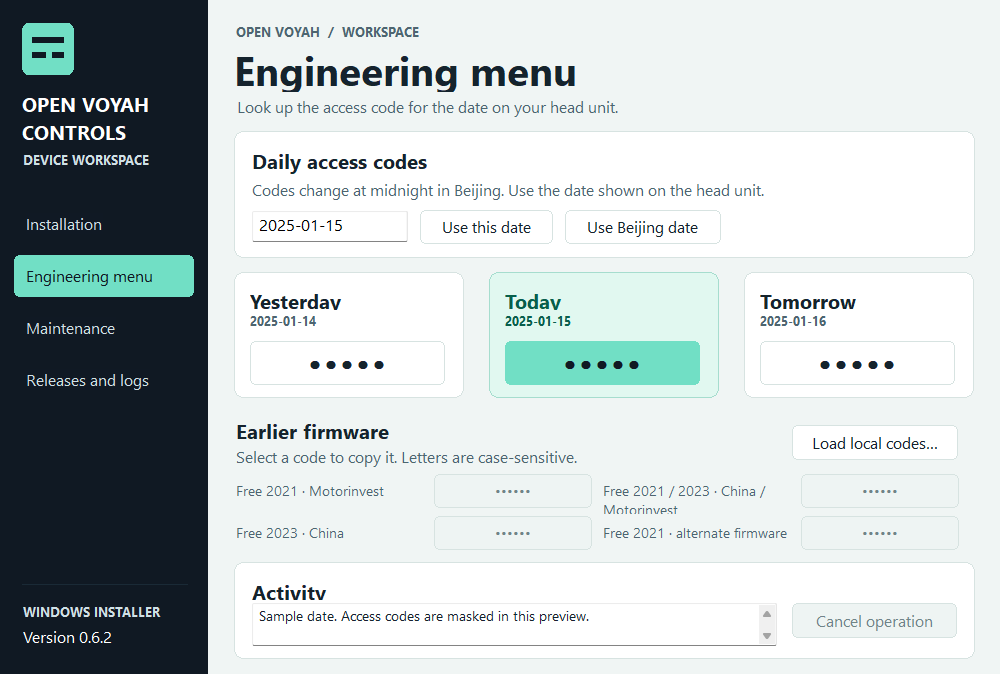 OPEN VOYAH
CONTROLS
DEVICE WORKSPACE
Installation
Engineering menu
Maintenance
Releases and logs
WINDOWS INSTALLER
Version 0.6.2
OPEN VOYAH / WORKSPACE
Engineering menu
Look up the access code for the date on your head unit.
Daily access codes
Codes change at midnight in Beijing. Use the date shown on the head unit.
2025-01-15
Use this date
Use Beijing date
Yesterday
2025-01-14
●●●●●
Today
2025-01-15
●●●●●
Tomorrow
2025-01-16
●●●●●
Earlier firmware
Select a code to copy it. Letters are case-sensitive.
Load local codes...
Free 2021 · Motorinvest
••••••
Free 2021 / 2023 · China /
Motorinvest
••••••
Free 2023 · China
••••••
Free 2021 · alternate firmware
••••••
Activity
Sample date. Access codes are masked in this preview.
Cancel operation